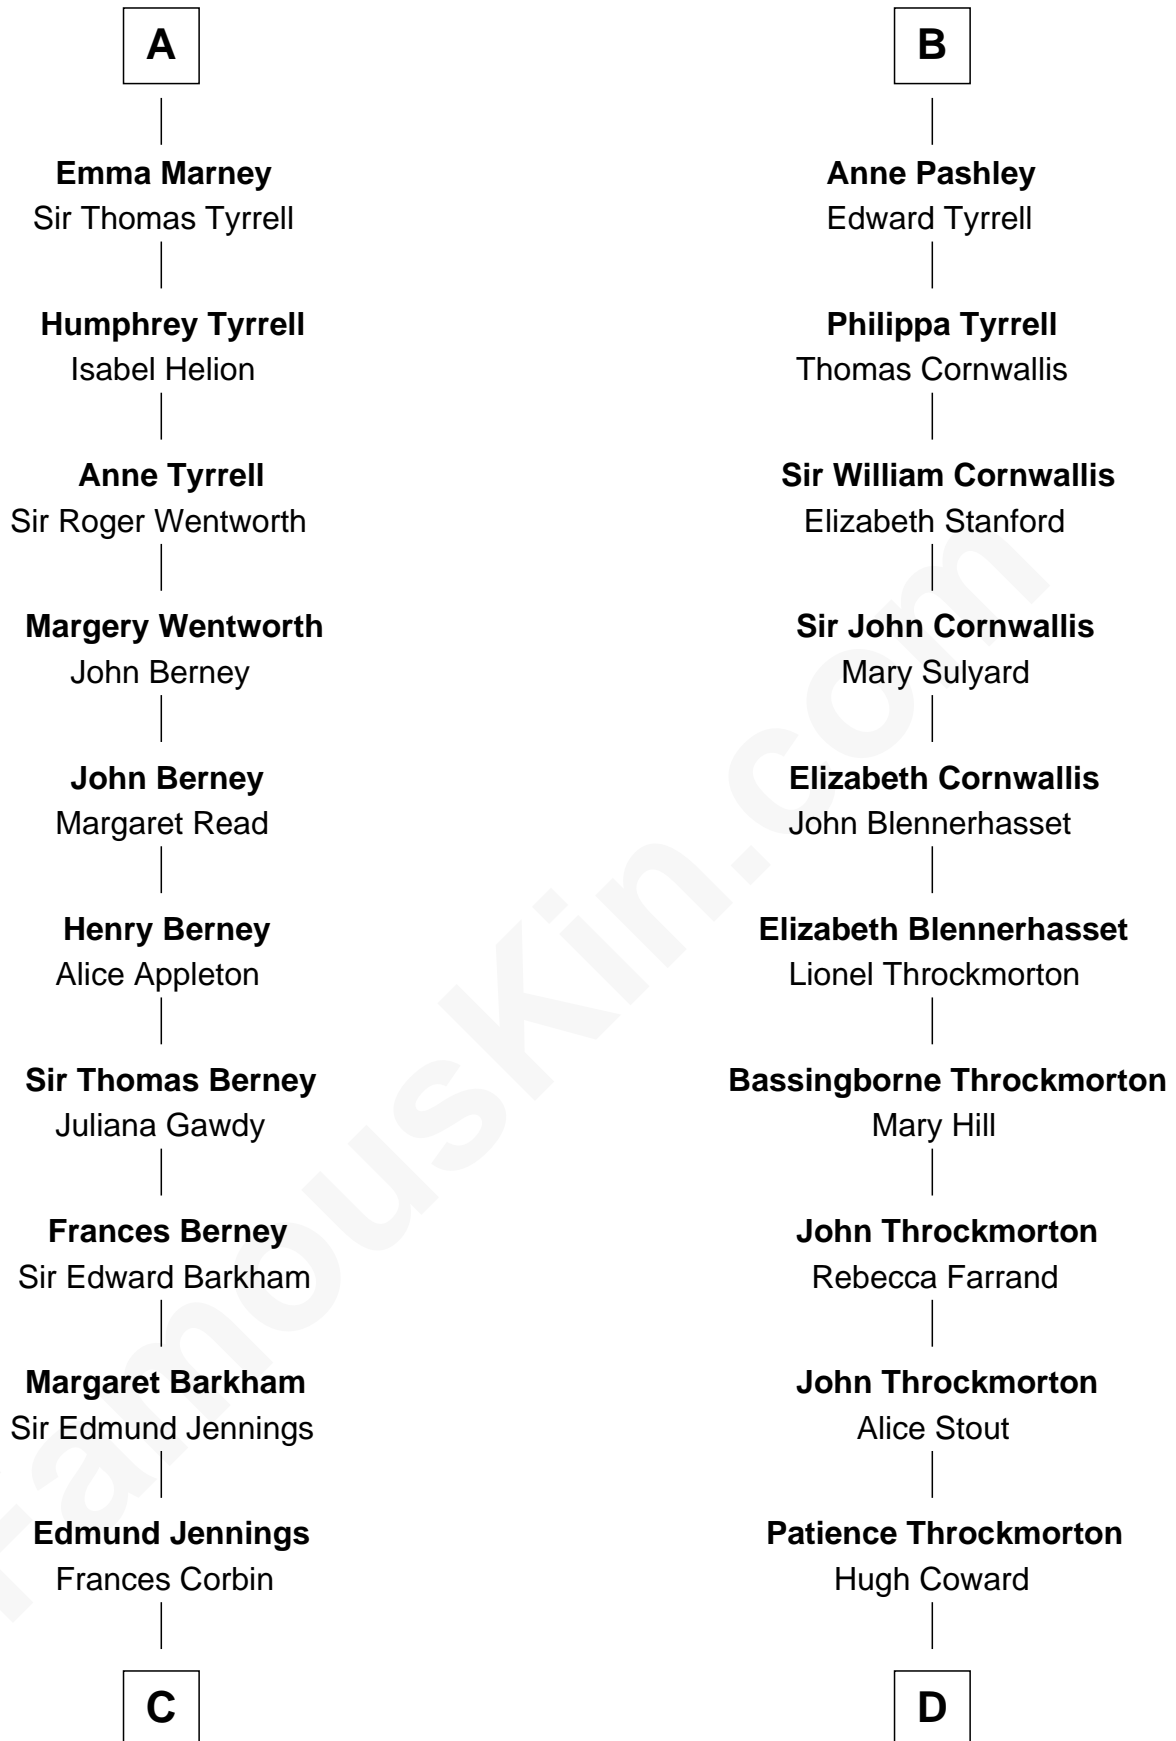 A
Emma Marney
Sir Thomas Tyrrell
Humphrey Tyrrell
Isabel Helion
Anne Tyrrell
Sir Roger Wentworth
Margery Wentworth
John Berney
John Berney
Margaret Read
Henry Berney
Alice Appleton
Sir Thomas Berney
Juliana Gawdy
Frances Berney
Sir Edward Barkham
Margaret Barkham
Sir Edmund Jennings
Edmund Jennings
Frances Corbin
C
B
Anne Pashley
Edward Tyrrell
Philippa Tyrrell
Thomas Cornwallis
Sir William Cornwallis
Elizabeth Stanford
Sir John Cornwallis
Mary Sulyard
Elizabeth Cornwallis
John Blennerhasset
Elizabeth Blennerhasset
Lionel Throckmorton
Bassingborne Throckmorton
Mary Hill
John Throckmorton
Rebecca Farrand
John Throckmorton
Alice Stout
Patience Throckmorton
Hugh Coward
D
FamousKin.com